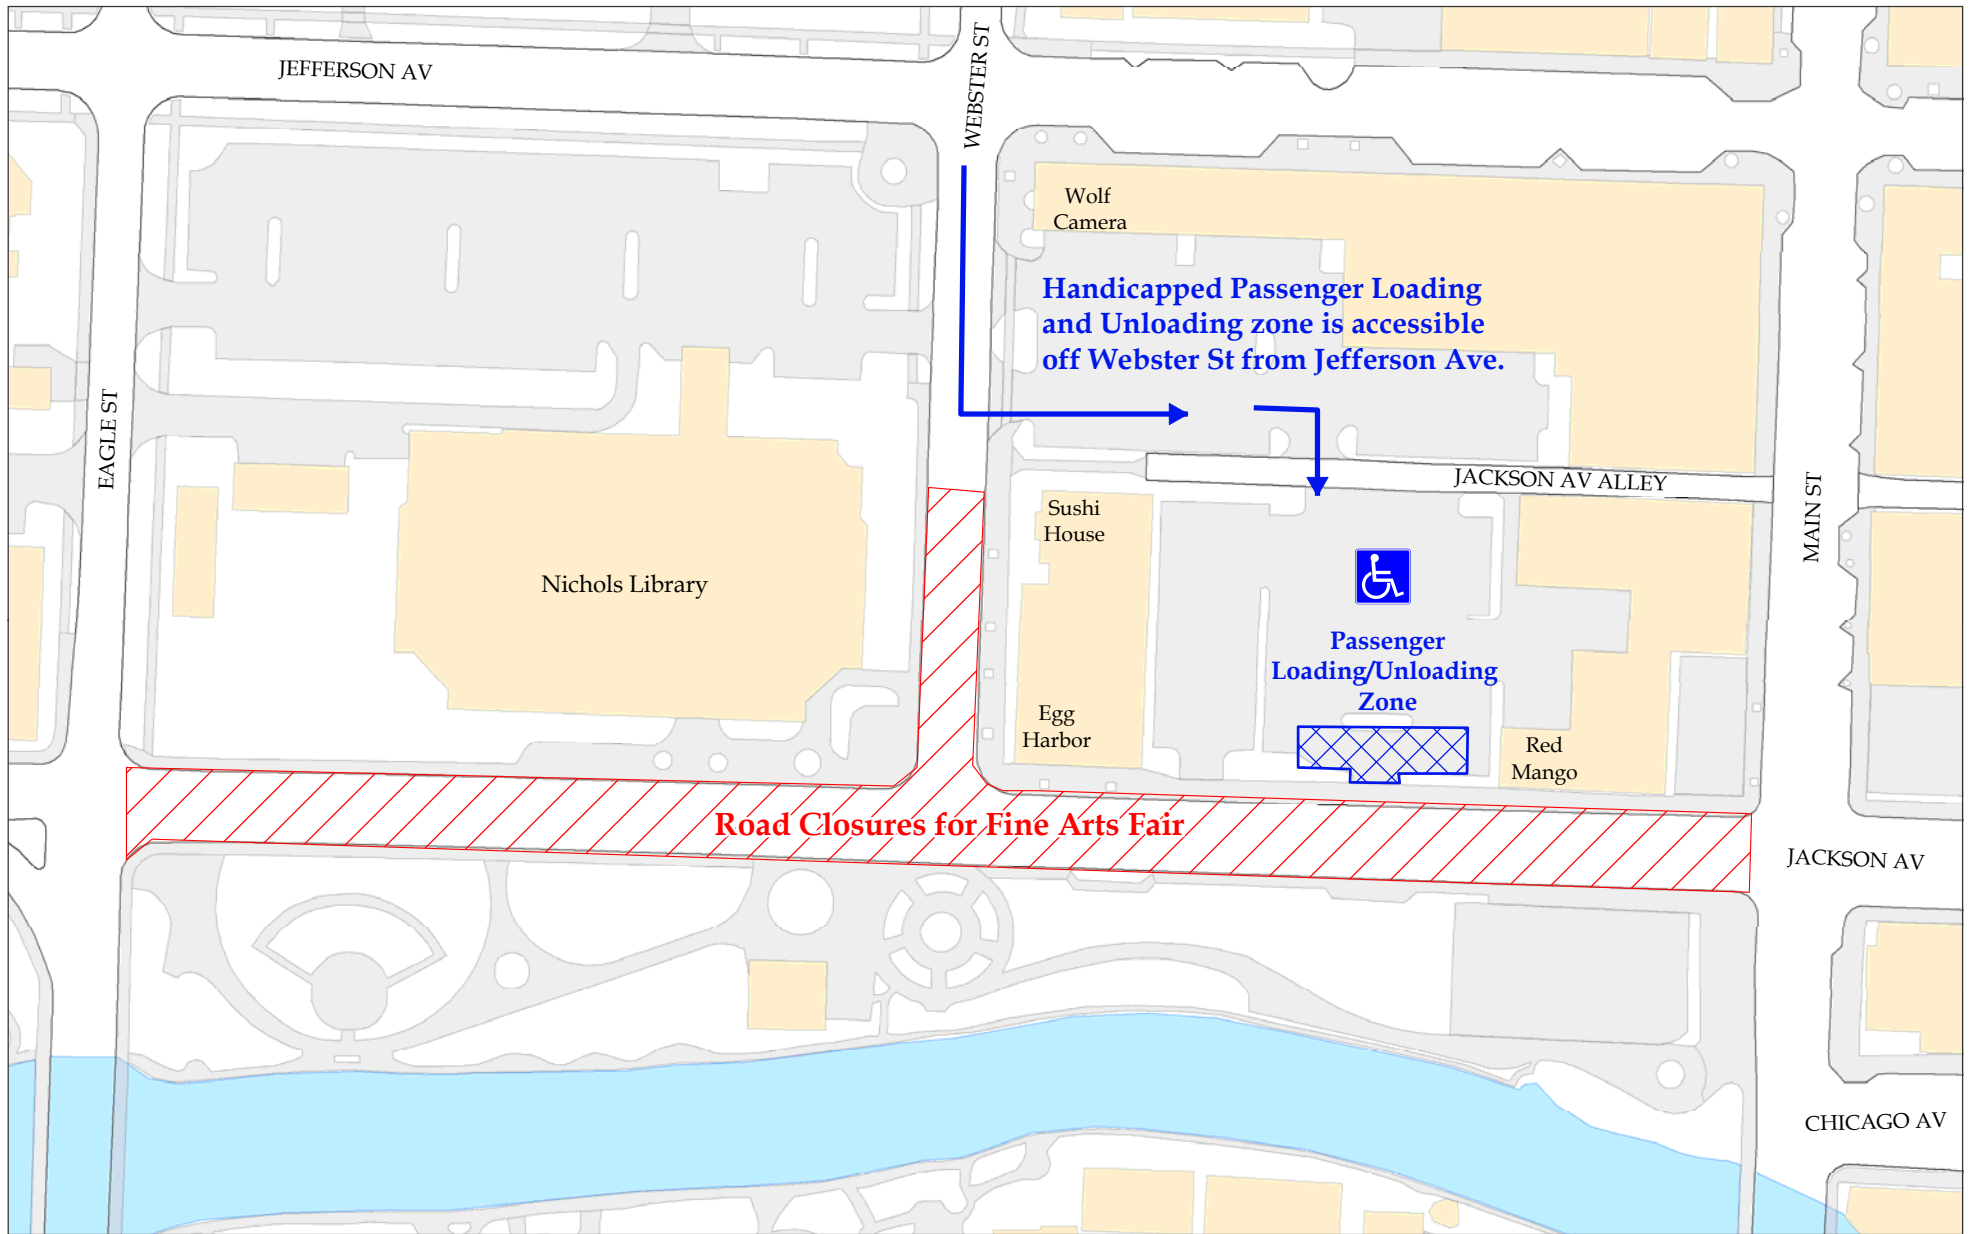 JEFFERSON AV
WEBSTER ST
Wolf
Camera
Handicapped Passenger Loading
and Unloading zone is accessible
off Webster St from Jefferson Ave.
EAGLE ST
JACKSON AV ALLEY
MAIN ST
Sushi
House
Nichols Library
Passenger
Loading/Unloading
Zone
Egg
Harbor
Red
Mango
Road Closures for Fine Arts Fair
JACKSON AV
CHICAGO AV